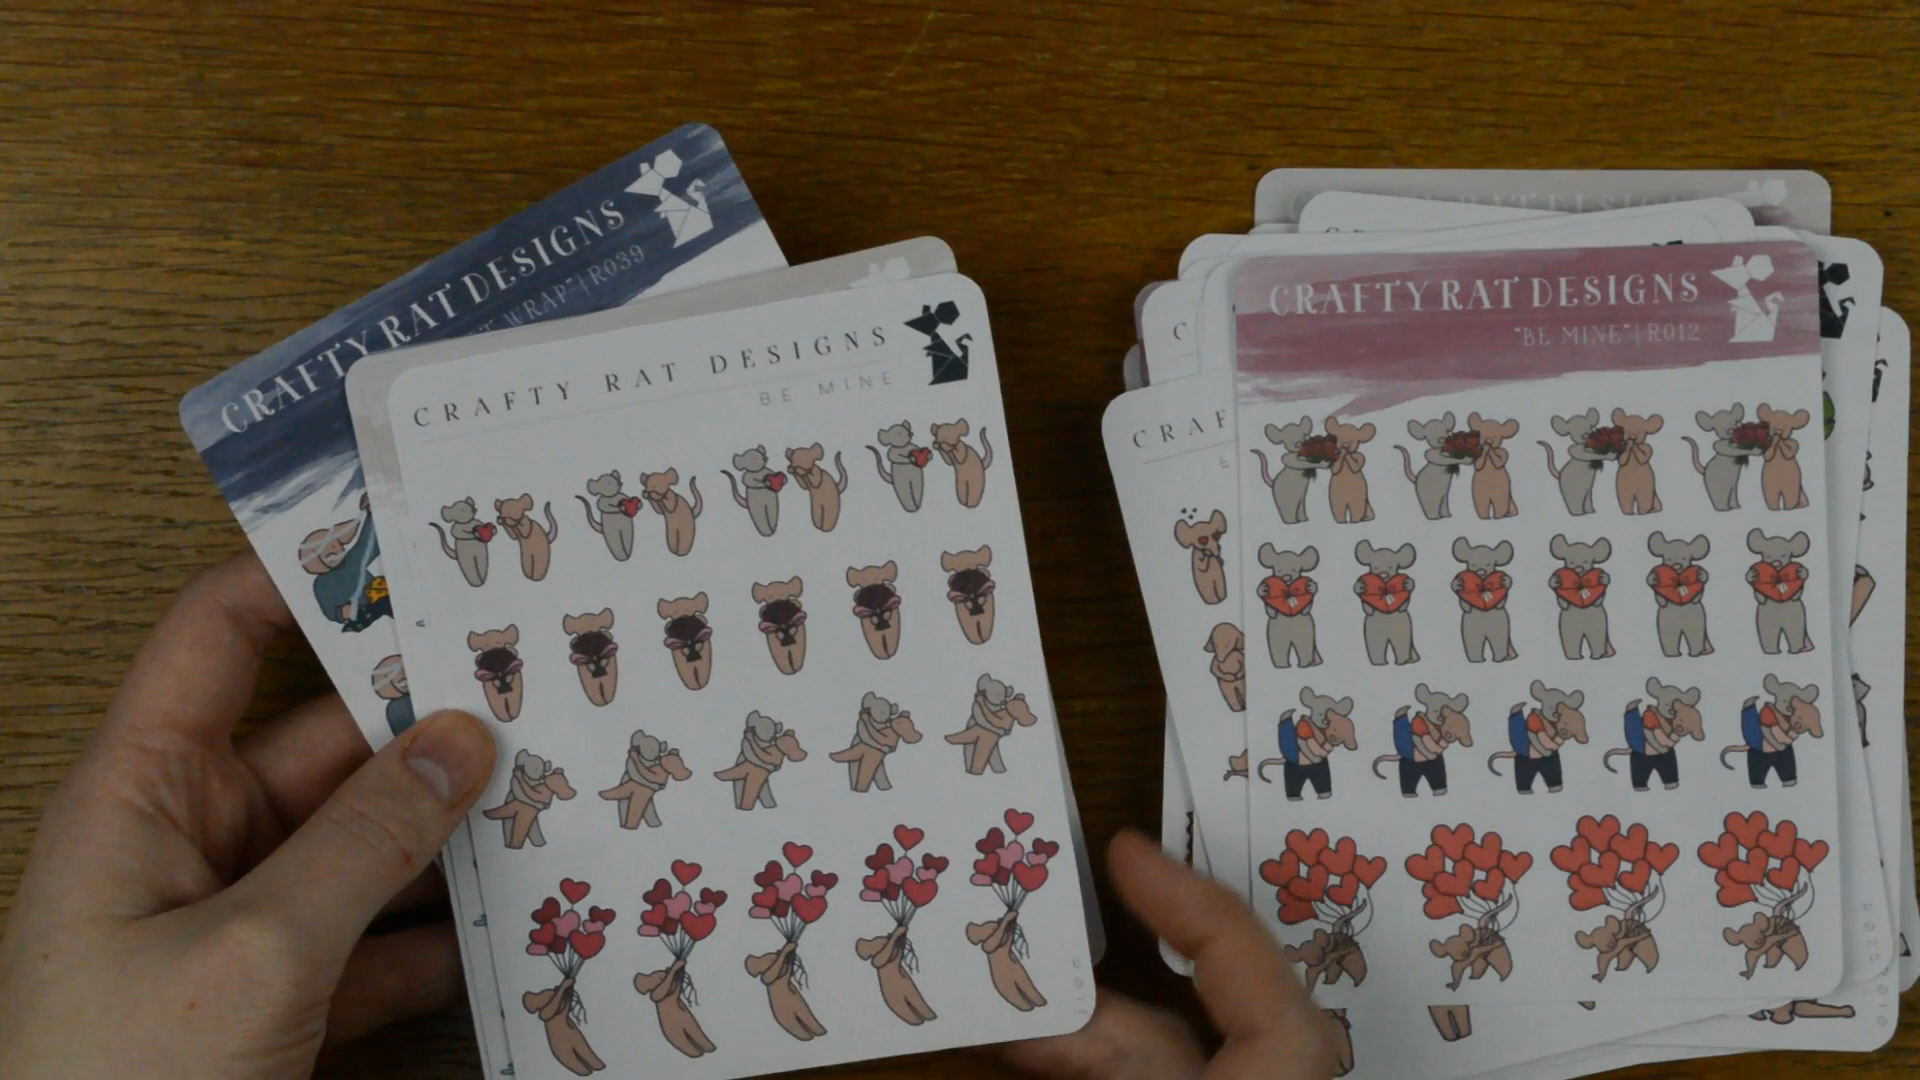 CRAFTY RAT DESIGNS
WRAP" | R039
CRAFTY RAT DESIGNS
BE MINE
CRAFTY RAT DESIGNS
"BE MINE" | R012
CRAF